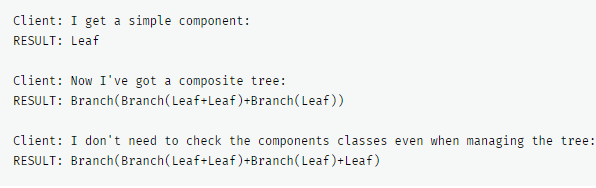 Client: I get a simple component:
RESULT: Leaf

Client: Now I've got a composite tree:
RESULT: Branch(Branch(Leaf+Leaf)+Branch(Leaf))

Client: I don't need to check the components classes even when managing the tree:
RESULT: Branch(Branch(Leaf+Leaf)+Branch(Leaf)+Leaf)